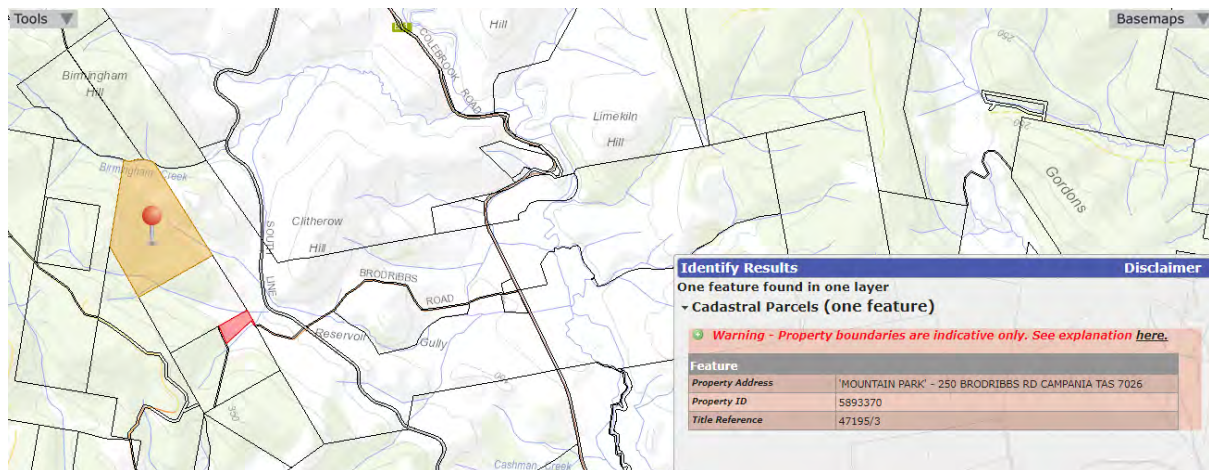 Tools
Basemaps
Hill
COLEBROOK ROAD
250
Birmingham
Hill
Limekiln
Hill
250
Birmingham Creek
Gordons
Clitherow
Hill
SOUTH LINE
BRODRIBBS ROAD
Reservoir Gully
350
Cashman Creek
Identify Results
Disclaimer
One feature found in one layer
Cadastral Parcels (one feature)
Warning - Property boundaries are indicative only. See explanation here.
Feature
Property Address 'MOUNTAIN PARK' - 250 BRODRIBBS RD CAMPANIA TAS 7026
Property ID 5893370
Title Reference 47195/3